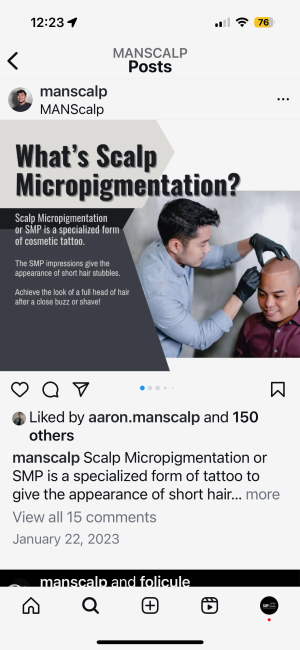 12:23
76
MANSCALP
Posts
manscalp
MANScalp
What's Scalp
Micropigmentation?
Scalp Micropigmentation
or SMP is a specialized form
of cosmetic tattoo.
The SMP impressions give the
appearance of short hair stubbles.
Achieve the look of a full head of hair
after a close buzz or shave!
Liked by aaron.manscalp and 150
others
manscalp Scalp Micropigmentation or
SMP is a specialized form of tattoo to
give the appearance of short hair... more
View all 15 comments
January 22, 2023
manscalp and folicule